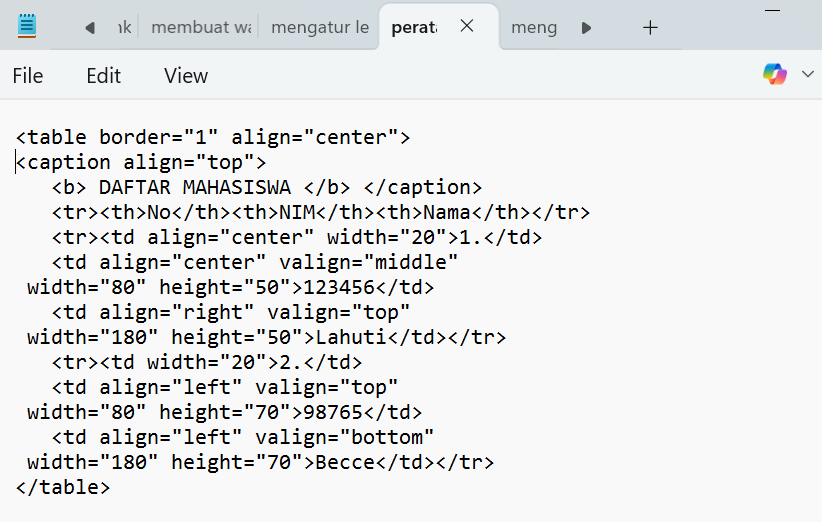 nk membuat wa mengatur le perata meng
File Edit View
<table border="1" align="center">
<caption align="top">
<b> DAFTAR MAHASISWA </b> </caption>
<tr><th>No</th><th>NIM</th><th>Nama</th></tr>
<tr><td align="center" width="20">1.</td>
<td align="center" valign="middle"
width="80" height="50">123456</td>
<td align="right" valign="top"
width="180" height="50">Lahuti</td></tr>
<tr><td width="20">2.</td>
<td align="left" valign="top"
width="80" height="70">98765</td>
<td align="left" valign="bottom"
width="180" height="70">Becce</td></tr>
</table>